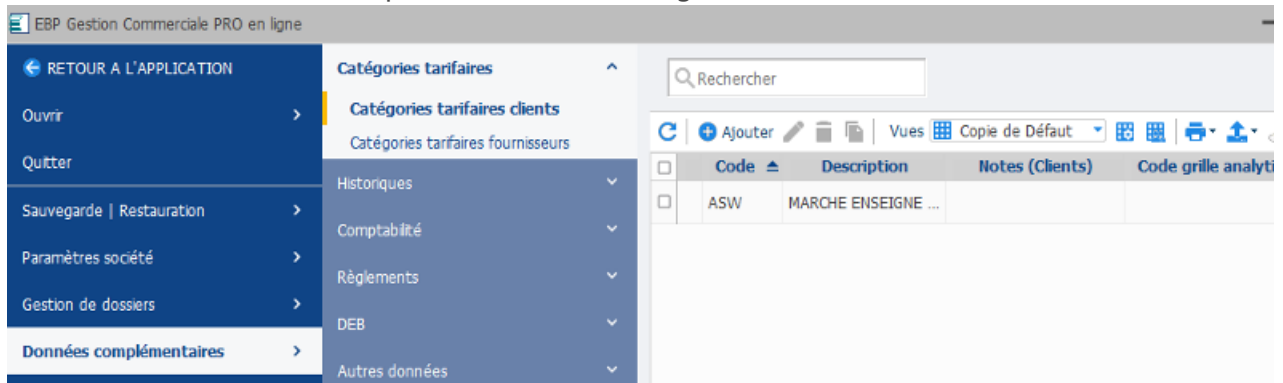 EBP Gestion Commerciale PRO en ligne
RETOUR A L'APPLICATION
Ouvrir
Quitter
Sauvegarde | Restauration
Paramètres société
Gestion de dossiers
Données complémentaires
Catégories tarifaires
Catégories tarifaires clients
Catégories tarifaires fournisseurs
Historiques
Comptabilité
Règlements
DEB
Autres données
Rechercher
Ajouter Vues Copie de Défaut
Code Description Notes (Clients) Code grille analyti
ASW MARCHE ENSEIGNE ...